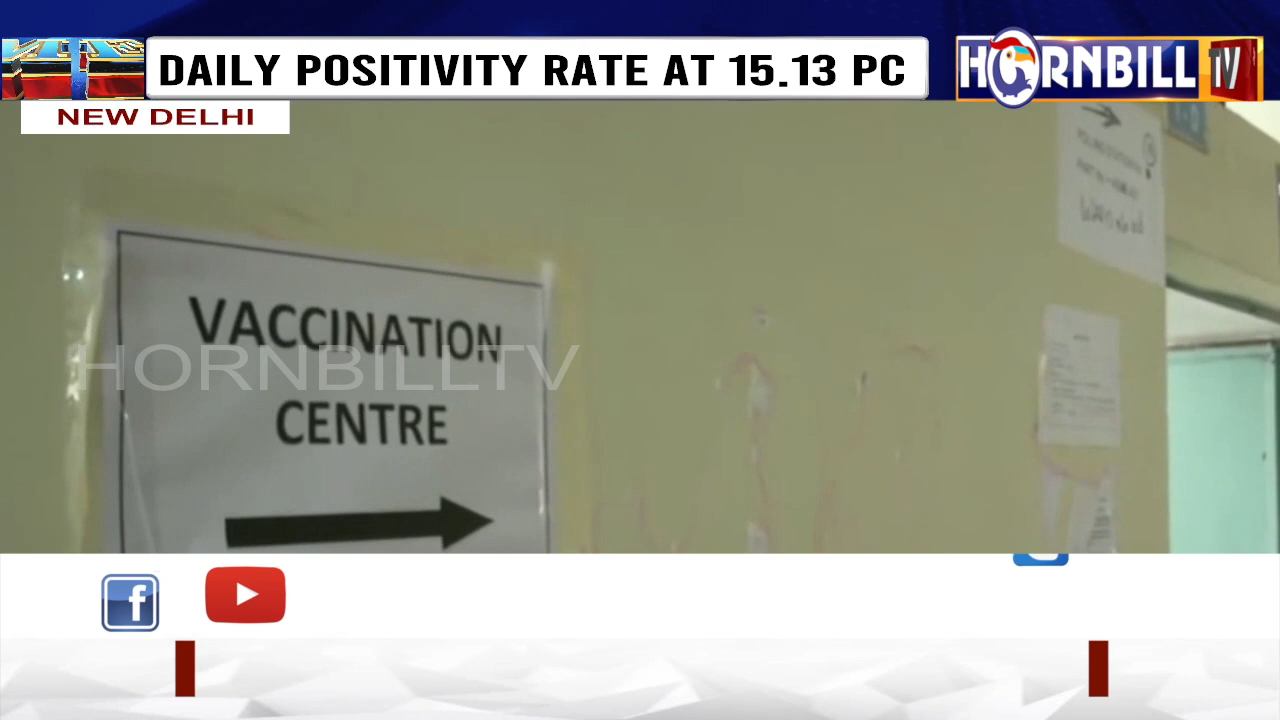 DAILY POSITIVITY RATE AT 15.13 PC
HORNBILL TV
NEW DELHI
VACCINATION
CENTRE
HORNBILLTV
f